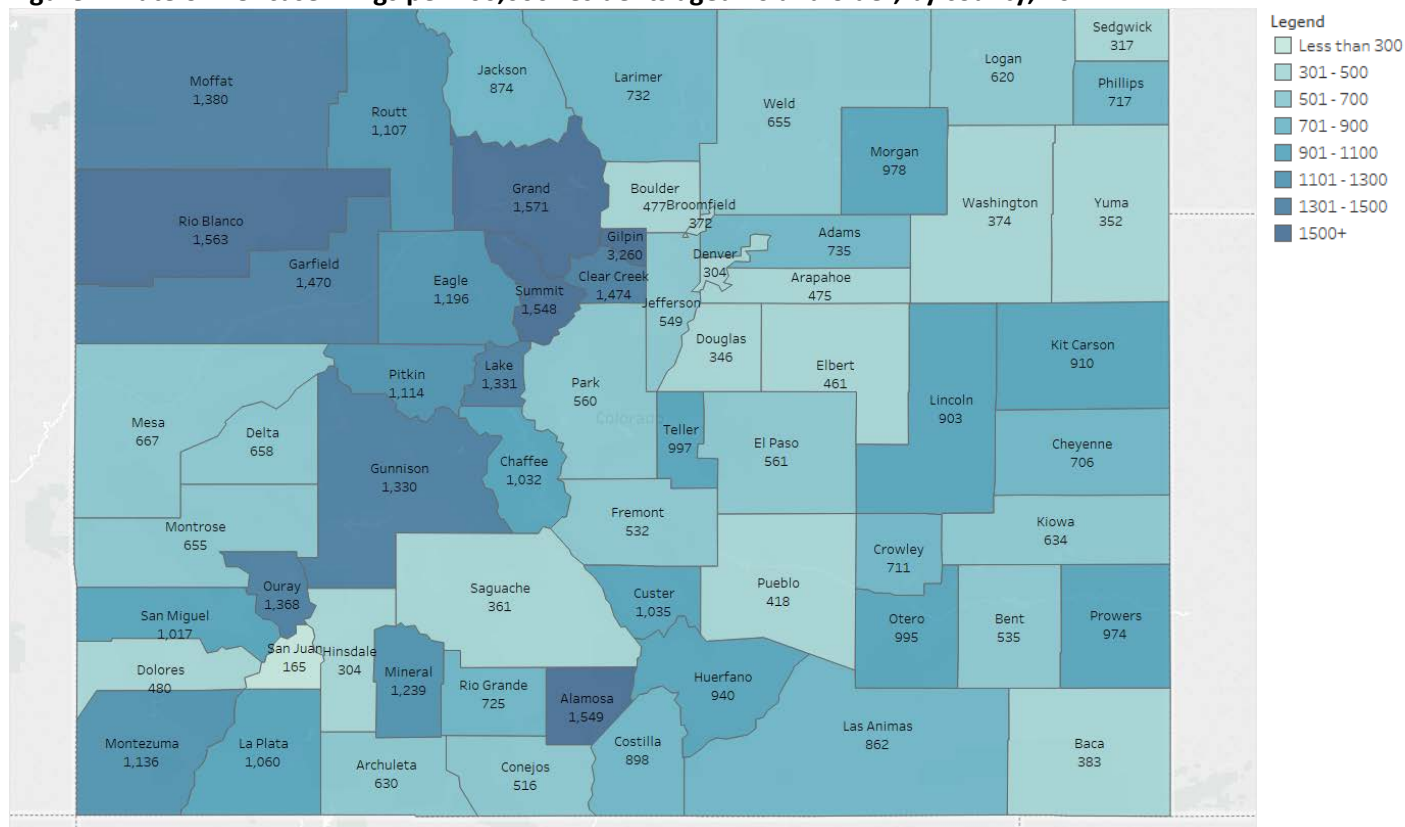 Legend
Less than 300
301 - 500
501 - 700
701 - 900
901 - 1100
1101 - 1300
1301 - 1500
1500+
Moffat
1,380
Routt
1,107
Jackson
874
Larimer
732
Weld
655
Logan
620
Sedgwick
317
Phillips
717
Morgan
978
Washington
374
Yuma
352
Rio Blanco
1,563
Grand
1,571
Boulder
477
Broomfield
372
Gilpin
3,260
Adams
735
Denver
304
Arapahoe
475
Garfield
1,470
Eagle
1,196
Summit
1,548
Clear Creek
1,474
Jefferson
549
Douglas
346
Elbert
461
Lincoln
903
Kit Carson
910
Mesa
667
Delta
658
Pitkin
1,114
Lake
1,331
Park
560
Colorado
Teller
997
El Paso
561
Cheyenne
706
Gunnison
1,330
Chaffee
1,032
Fremont
532
Kiowa
634
Montrose
655
Crowley
711
Ouray
1,368
Saguache
361
Custer
1,035
Pueblo
418
Otero
995
Bent
535
Prowers
974
San Miguel
1,017
San Juan
165
Hinsdale
304
Dolores
480
Mineral
1,239
Rio Grande
725
Alamosa
1,549
Huerfano
940
Las Animas
862
Montezuma
1,136
La Plata
1,060
Archuleta
630
Conejos
516
Costilla
898
Baca
383